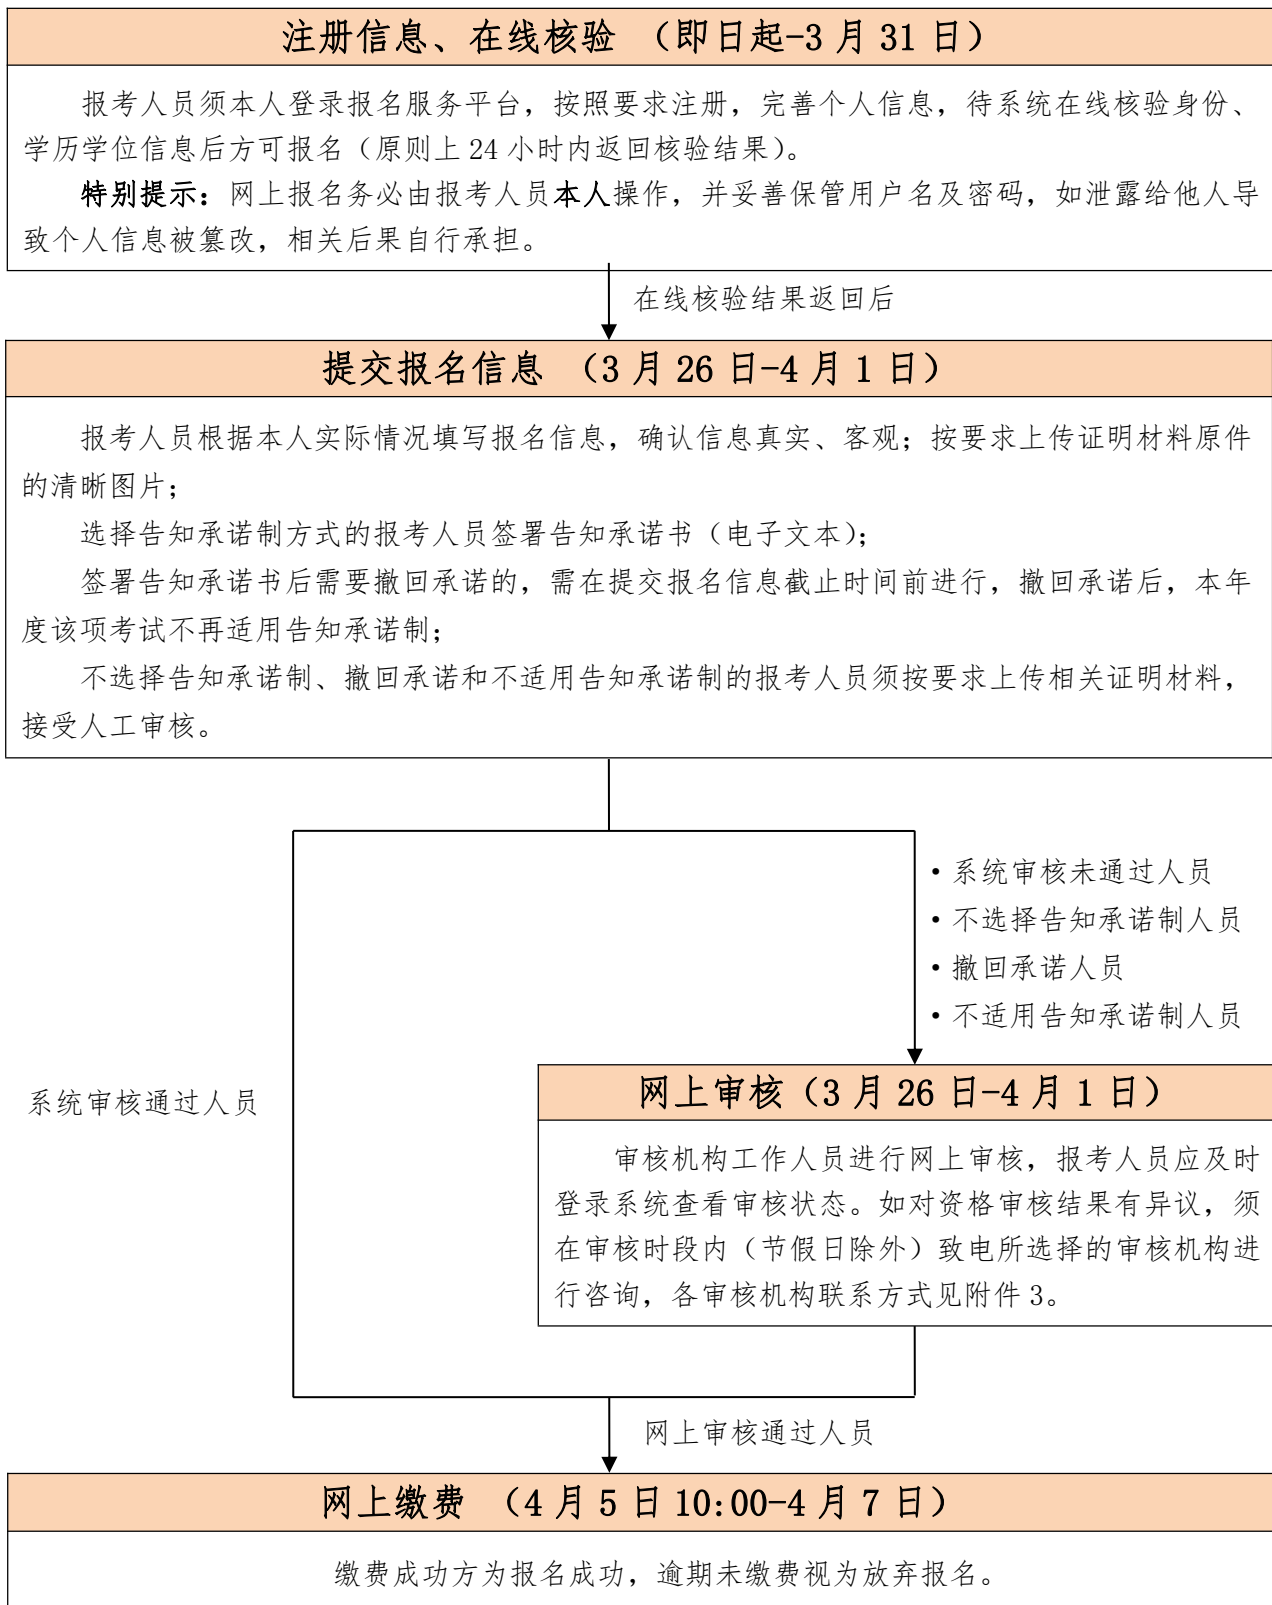 注册信息、在线核验 （即日起-3 月 31 日）
报考人员须本人登录报名服务平台，按照要求注册，完善个人信息，待系统在线核验身份、
学历学位信息后方可报名（原则上 24 小时内返回核验结果）。
特别提示：网上报名务必由报考人员本人操作，并妥善保管用户名及密码，如泄露给他人导
致个人信息被篡改，相关后果自行承担。
在线核验结果返回后
提交报名信息 （3 月 26 日-4 月 1 日）
报考人员根据本人实际情况填写报名信息，确认信息真实、客观；按要求上传证明材料原件
的清晰图片；
选择告知承诺制方式的报考人员签署告知承诺书（电子文本）；
签署告知承诺书后需要撤回承诺的，需在提交报名信息截止时间前进行，撤回承诺后，本年
度该项考试不再适用告知承诺制；
不选择告知承诺制、撤回承诺和不适用告知承诺制的报考人员须按要求上传相关证明材料，
接受人工审核。
·系统审核未通过人员
·不选择告知承诺制人员
·撤回承诺人员
·不适用告知承诺制人员
系统审核通过人员
网上审核（3 月 26 日-4 月 1 日）
审核机构工作人员进行网上审核，报考人员应及时
登录系统查看审核状态。如对资格审核结果有异议，须
在审核时段内（节假日除外）致电所选择的审核机构进
行咨询，各审核机构联系方式见附件 3。
网上审核通过人员
网上缴费 （4 月 5 日 10:00-4 月 7 日）
缴费成功方为报名成功，逾期未缴费视为放弃报名。